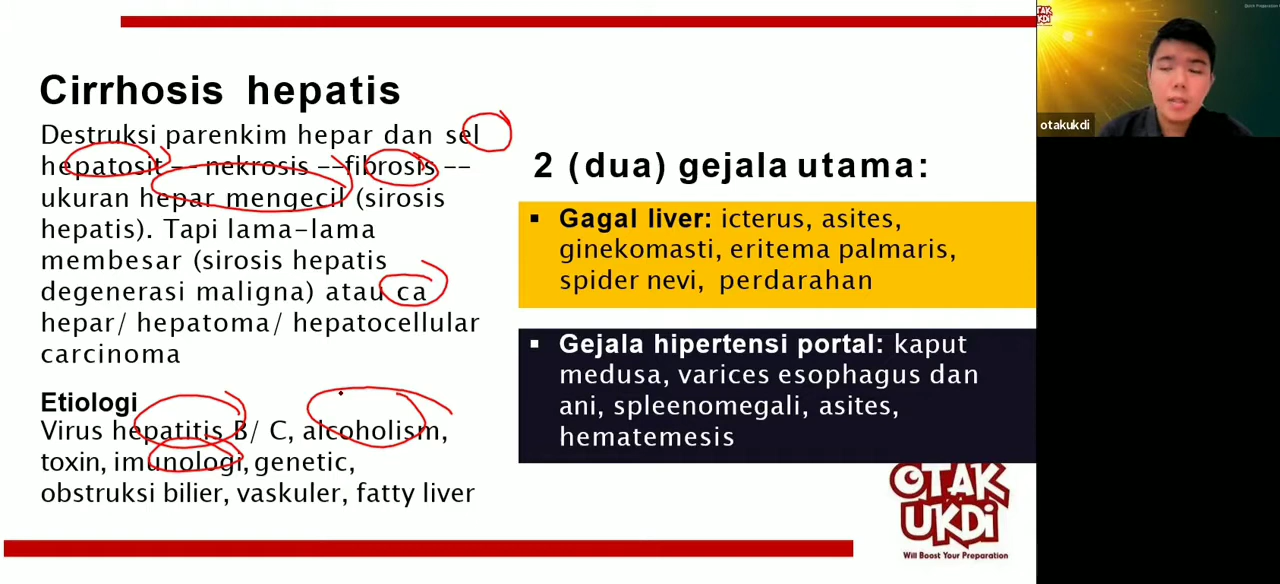 Cirrhosis hepatis
Destruksi parenkim hepar dan sel
hepatosit -- nekrosis --fibrosis --
ukuran hepar mengecil (sirosis
hepatis). Tapi lama-lama
membesar (sirosis hepatis
degenerasi maligna) atau ca
hepar/ hepatoma/ hepatocellular
carcinoma
Etiologi
Virus hepatitis B/ C, alcoholism,
toxin, imunologi, genetic,
obstruksi bilier, vaskuler, fatty liver
2 (dua) gejala utama:
▪ Gagal liver: icterus, asites,
ginekomasti, eritema palmaris,
spider nevi, perdarahan
▪ Gejala hipertensi portal: kaput
medusa, varices esophagus dan
ani, spleenomegali, asites,
hematemesis
OTAK
UKDI
Will Boost Your Preparation
OTAK
UKDI
otakukdi